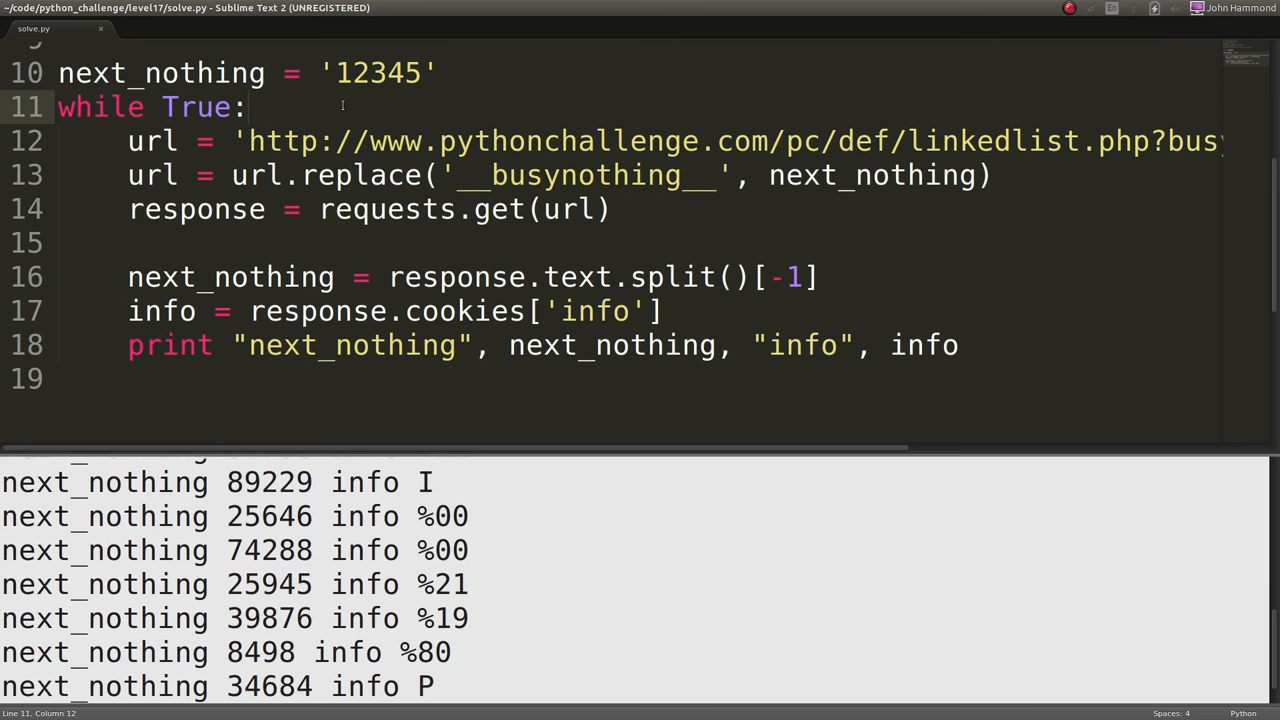 ~/code/python_challenge/level17/solve.py - Sublime Text 2 (UNREGISTERED)
En
John Hammond
solve.py
10 next_nothing = '12345'
11 while True:
12 url = 'http://www.pythonchallenge.com/pc/def/linkedlist.php?busy
13 url = url.replace('__busynothing__', next_nothing)
14 response = requests.get(url)
15
16 next_nothing = response.text.split()[-1]
17 info = response.cookies['info']
18 print "next_nothing", next_nothing, "info", info
19
next_nothing 89229 info I
next_nothing 25646 info %00
next_nothing 74288 info %00
next_nothing 25945 info %21
next_nothing 39876 info %19
next_nothing 8498 info %80
next_nothing 34684 info P
Line 11, Column 12
Spaces: 4
Python